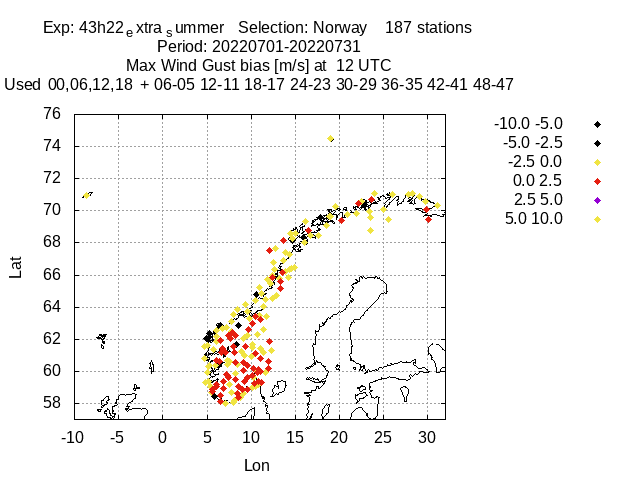 Exp: 43h22extrasummer Selection: Norway 187 stations
Period: 20220701-20220731
Max Wind Gust bias [m/s] at 12 UTC
Used 00,06,12,18 + 06-05 12-11 18-17 24-23 30-29 36-35 42-41 48-47
-10.0 -5.0
-5.0 -2.5
-2.5 0.0
0.0 2.5
2.5 5.0
5.0 10.0
76
74
72
70
68
66
64
62
60
58
Lat
-10 -5 0 5 10 15 20 25 30
Lon